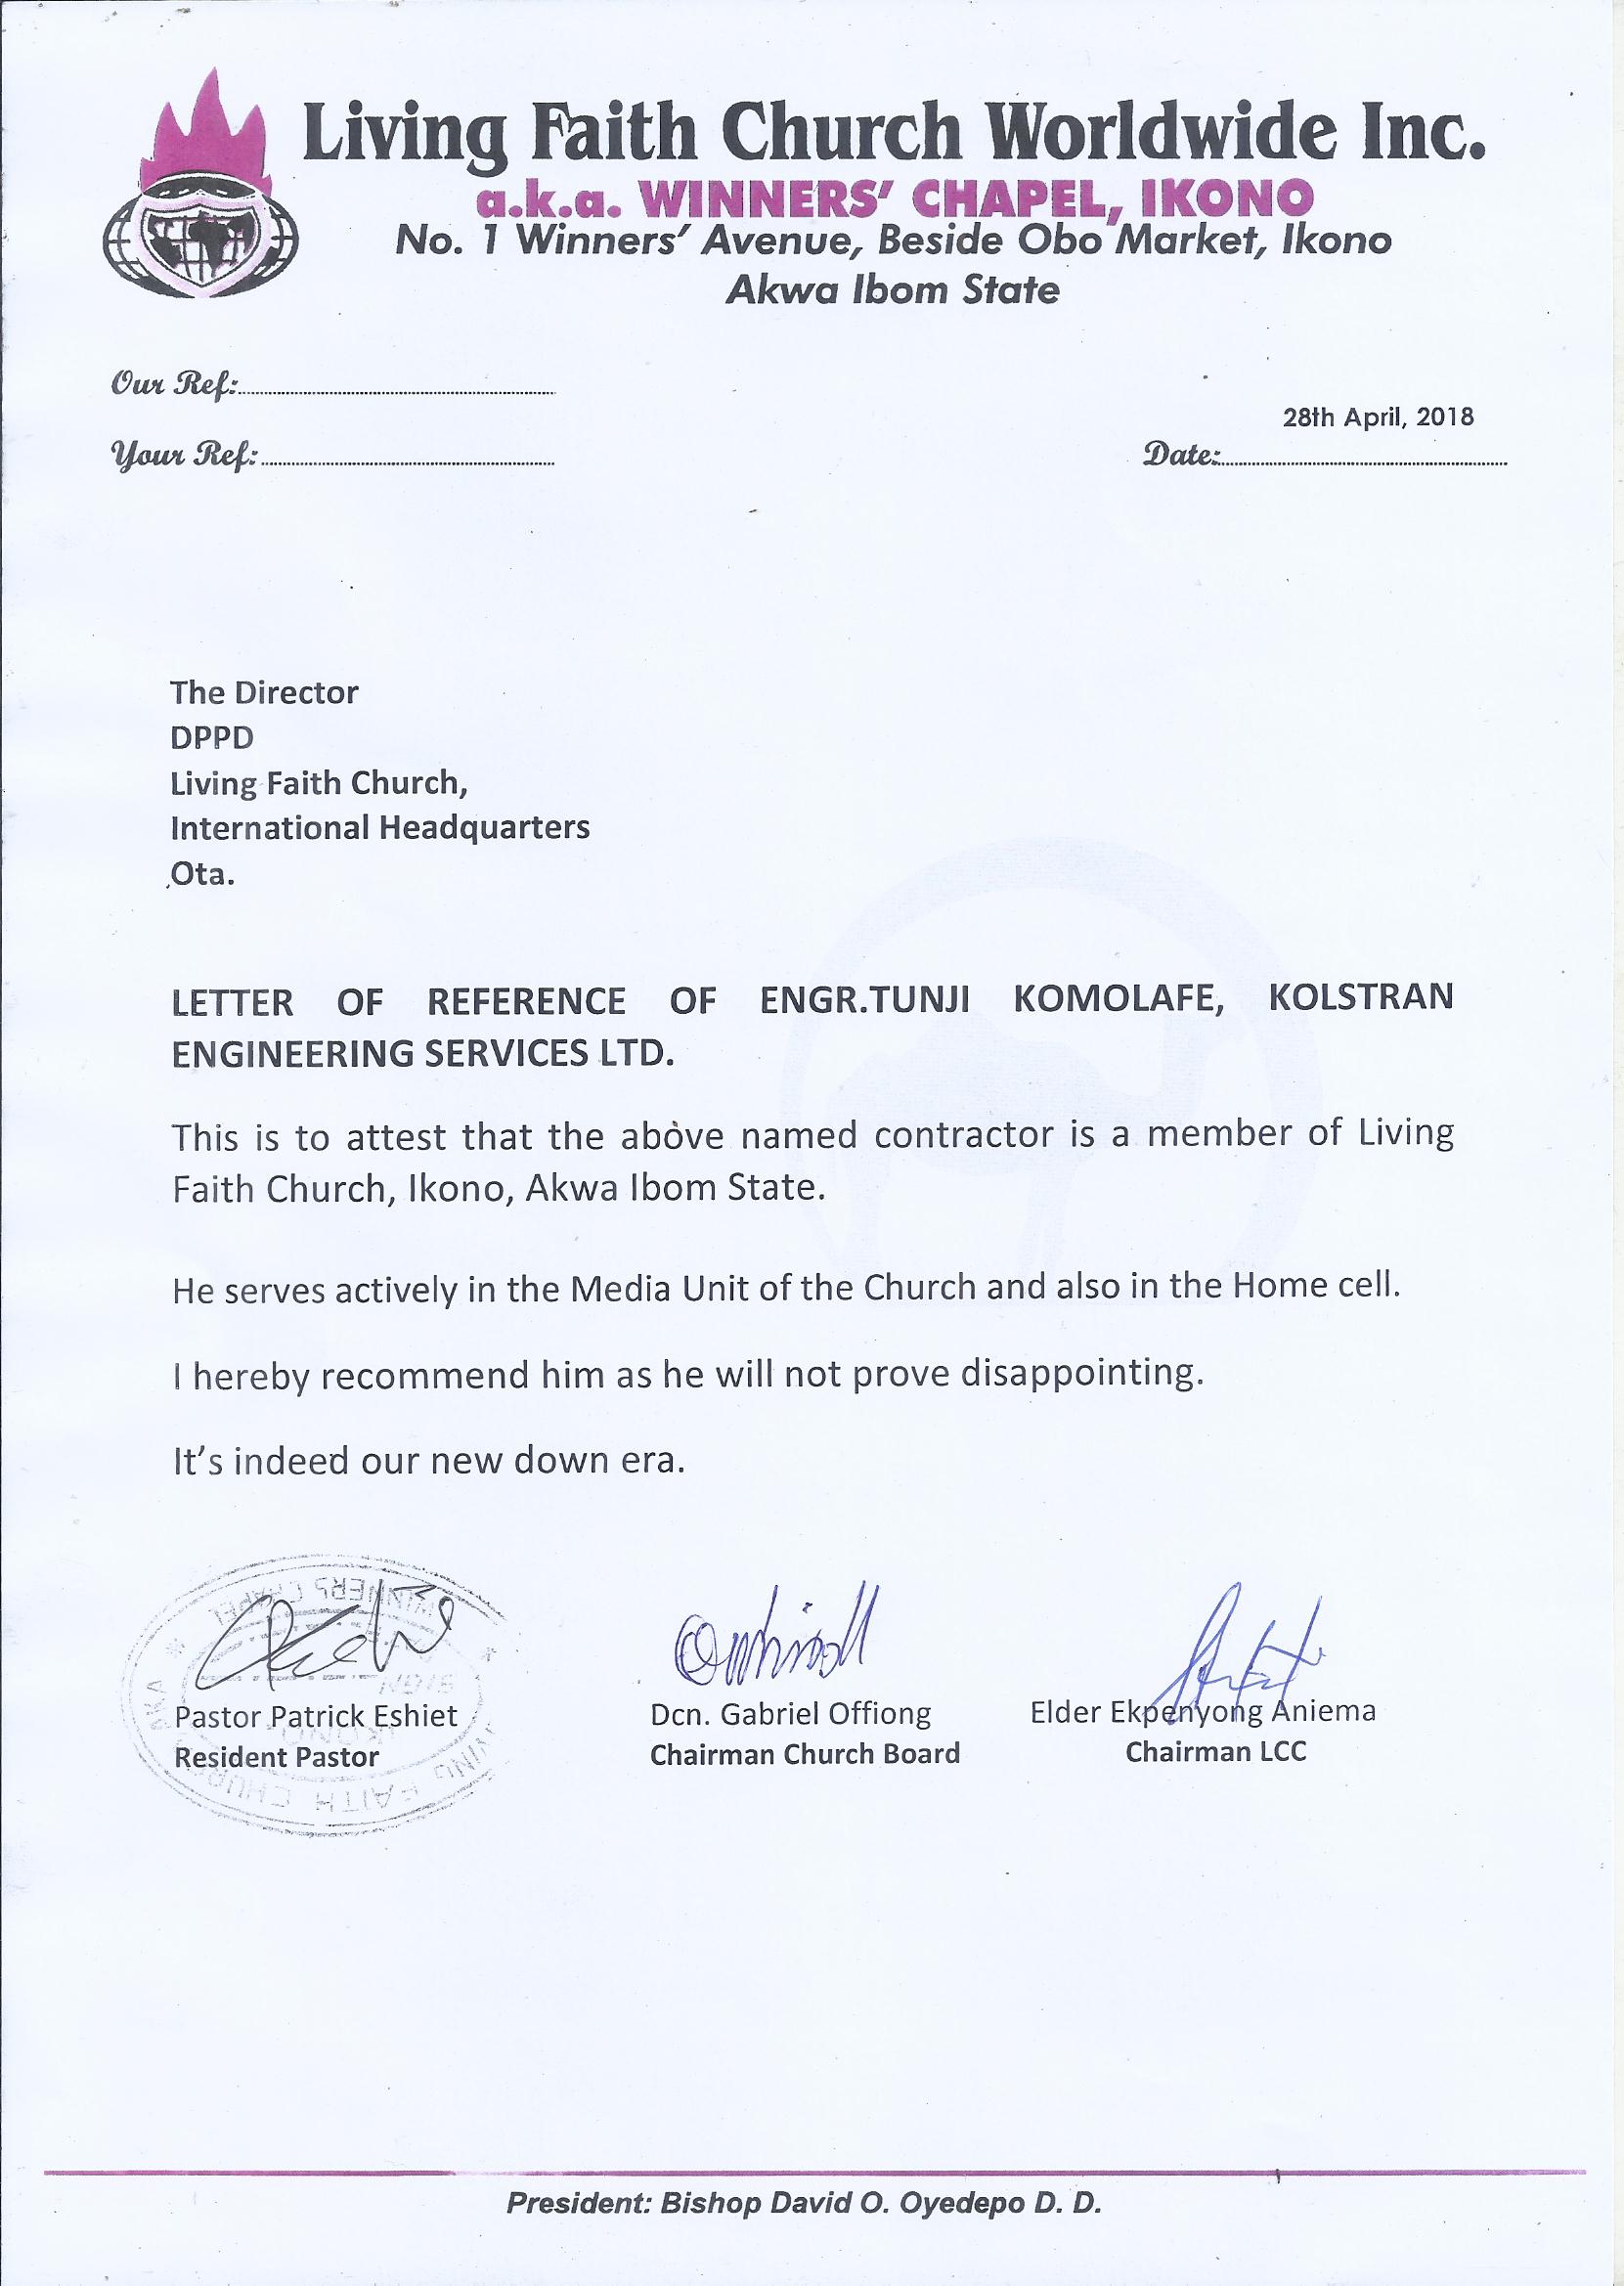 Living Faith Church Worldwide Inc.
a.k.a. WINNERS' CHAPEL, IKONO
No. 1 Winners' Avenue, Beside Obo Market, Ikono
Akwa Ibom State
Our Ref:
28th April, 2018
Your Ref:
Date:
The Director
DPPD
Living Faith Church,
International Headquarters
Ota.
LETTER OF REFERENCE OF ENGR.TUNJI KOMOLAFE, KOLSTRAN
ENGINEERING SERVICES LTD.
This is to attest that the above named contractor is a member of Living
Faith Church, Ikono, Akwa Ibom State.
He serves actively in the Media Unit of the Church and also in the Home cell.
I hereby recommend him as he will not prove disappointing.
It's indeed our new down era.
WINNERS CHAPEL
IKONO
LIVING FAITH CHURCH
AKA
Pastor Patrick Eshiet
Resident Pastor
Dcn. Gabriel Offiong
Chairman Church Board
Elder Ekpenyong Aniema
Chairman LCC
President: Bishop David O. Oyedepo D. D.